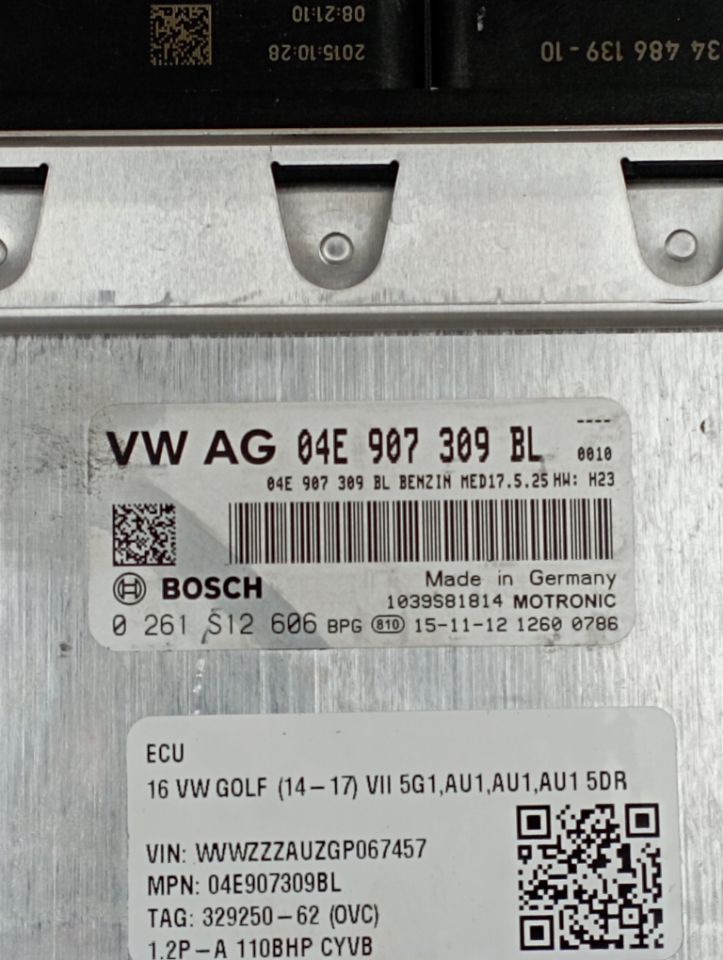 08:21:10
2015:10:28
34 486 139-10
----
VW AG 04E 907 309 BL 0010
04E 907 309 BL BENZIN MED17.5.25 HW: H23
BOSCH
Made in Germany
1039S81814 MOTRONIC
0 261 S12 606 BPG 810 15-11-12 1260 0786
ECU
16 VW GOLF (14-17) VII 5G1,AU1,AU1,AU1 5DR
VIN: WVWZZZAUZGP067457
MPN: 04E907309BL
TAG: 329250-62 (OVC)
1.2P-A 110BHP CYVB